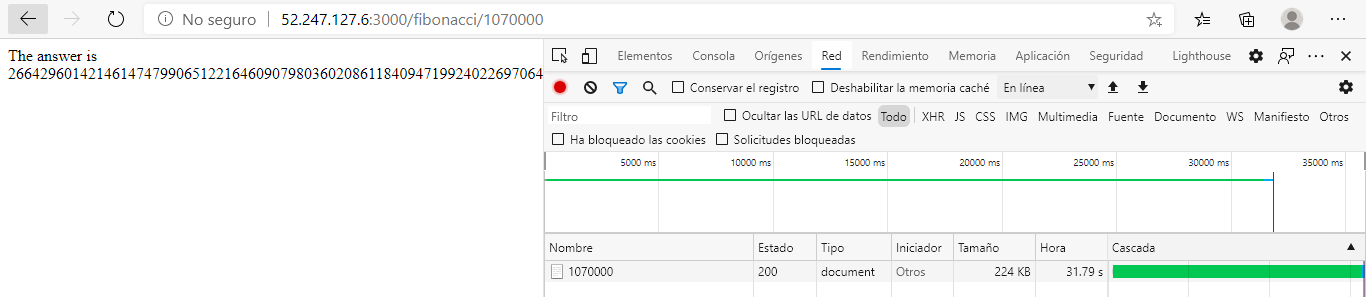 No seguro 52.247.127.6:3000/fibonacci/1070000
The answer is
266429601421461474799065122164609079803602086118409471992402269706​4
Elementos Consola Orígenes Red Rendimiento Memoria Aplicación Seguridad Lighthouse
Conservar el registro Deshabilitar la memoria caché En línea
Filtro Ocultar las URL de datos Todo XHR JS CSS IMG Multimedia Fuente Documento WS Manifiesto Otros
Ha bloqueado las cookies Solicitudes bloqueadas
5000 ms 10000 ms 15000 ms 20000 ms 25000 ms 30000 ms 35000 ms
Nombre Estado Tipo Iniciador Tamaño Hora Cascada
1070000 200 document Otros 224 KB 31.79 s